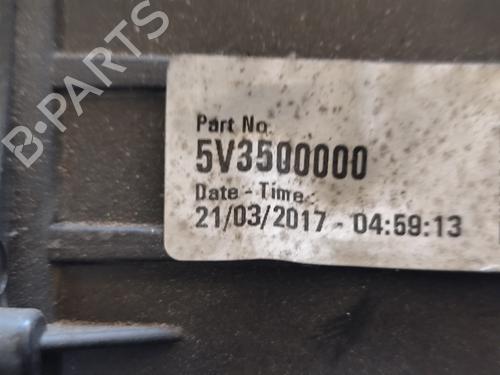 B-PARTS
Part No.
5V3500000
Date - Time:
21/03/2017 - 04:59:13